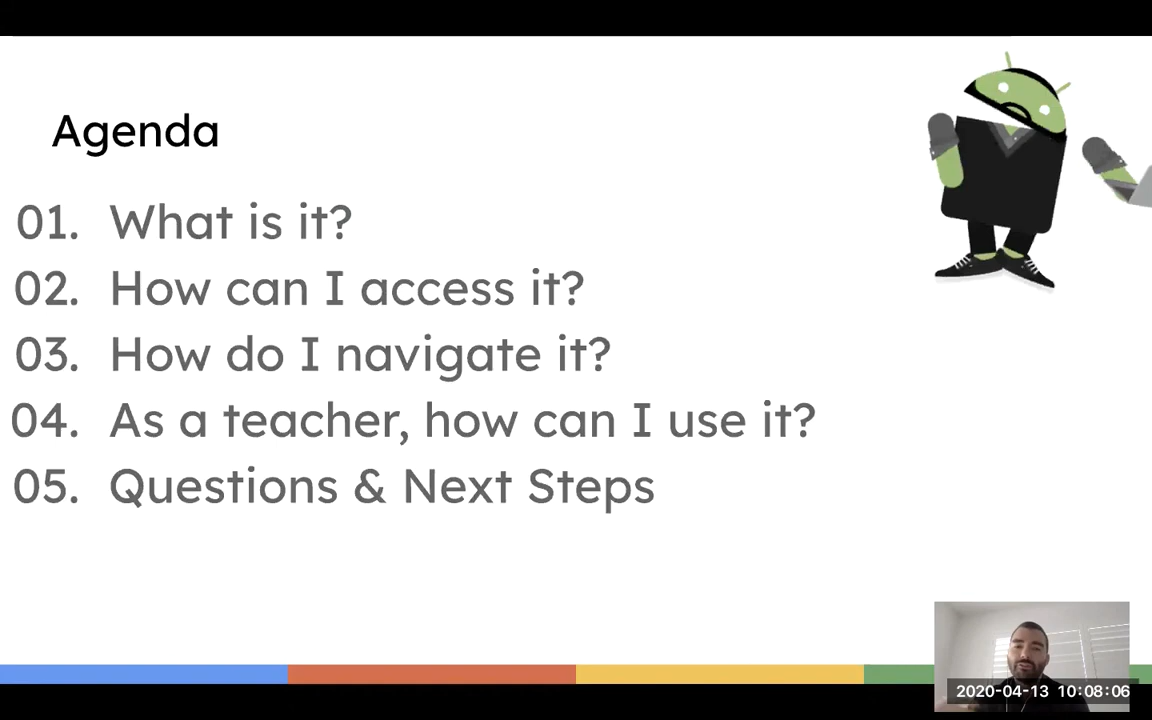 Agenda
01. What is it?
02. How can I access it?
03. How do I navigate it?
04. As a teacher, how can I use it?
05. Questions & Next Steps
2020-04-13 10:08:06